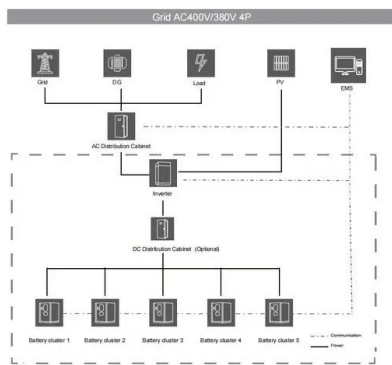 Grid AC400V/380V 4P
Grid
DG
Load
PV
EMS
AC Distribution Cabinet
Inverter
DC Distribution Cabinet (Optional)
Battery cluster 1
Battery cluster 2
Battery cluster 3
Battery cluster 4
Battery cluster 5
Communication
Power